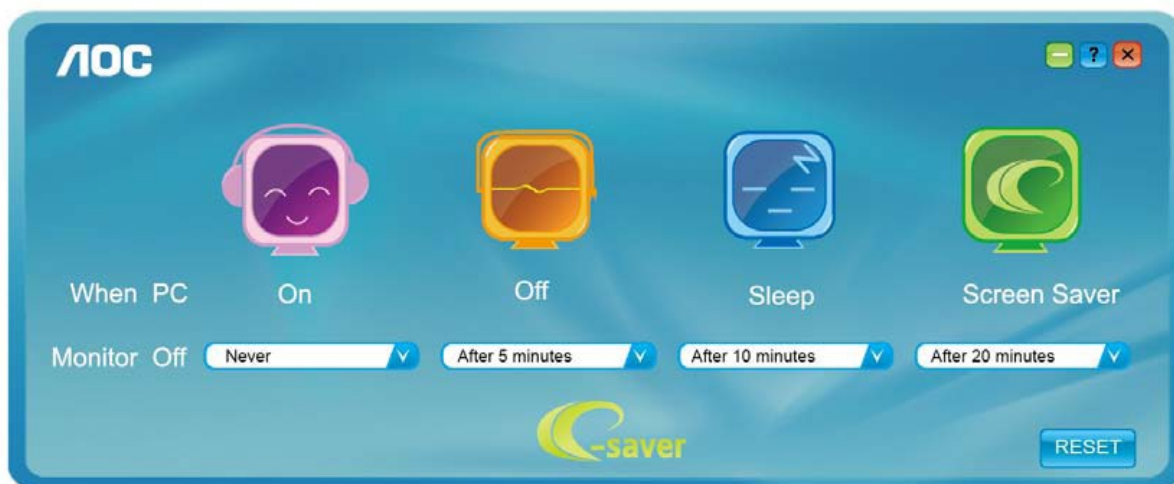 AOC
?
When PC On Off Sleep Screen Saver
Monitor Off Never After 5 minutes After 10 minutes After 20 minutes
e-saver
RESET